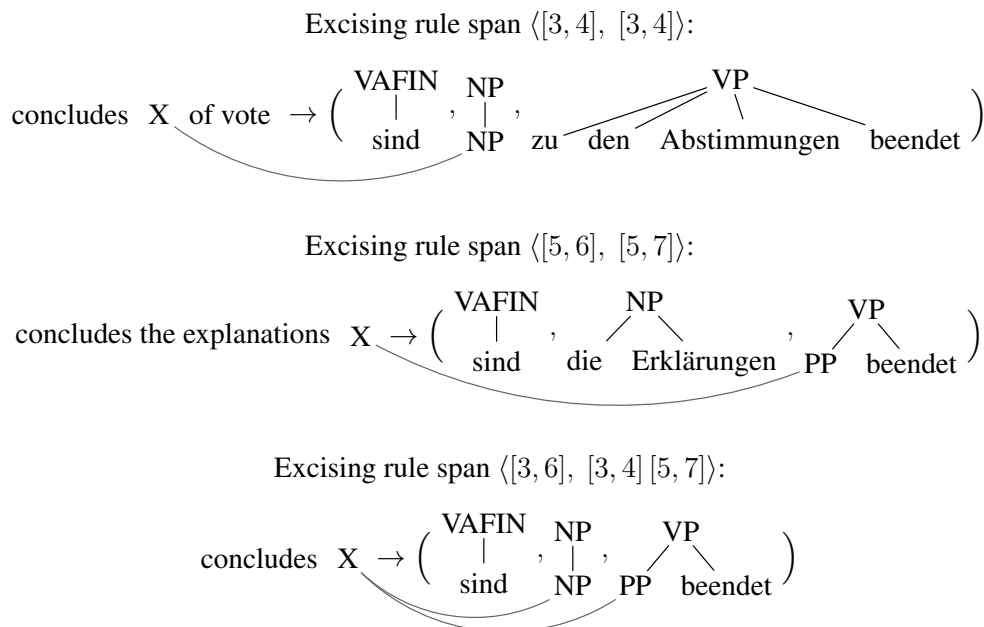 Excising rule span ⟨[3, 4], [3, 4]⟩:
VAFIN NP VP
concludes X of vote → ( , , )
sind NP zu den Abstimmungen beendet
Excising rule span ⟨[5, 6], [5, 7]⟩:
VAFIN NP VP
concludes the explanations X → ( , , )
sind die Erklärungen PP beendet
Excising rule span ⟨[3, 6], [3, 4] [5, 7]⟩:
VAFIN NP VP
concludes X → ( , , )
sind NP PP beendet